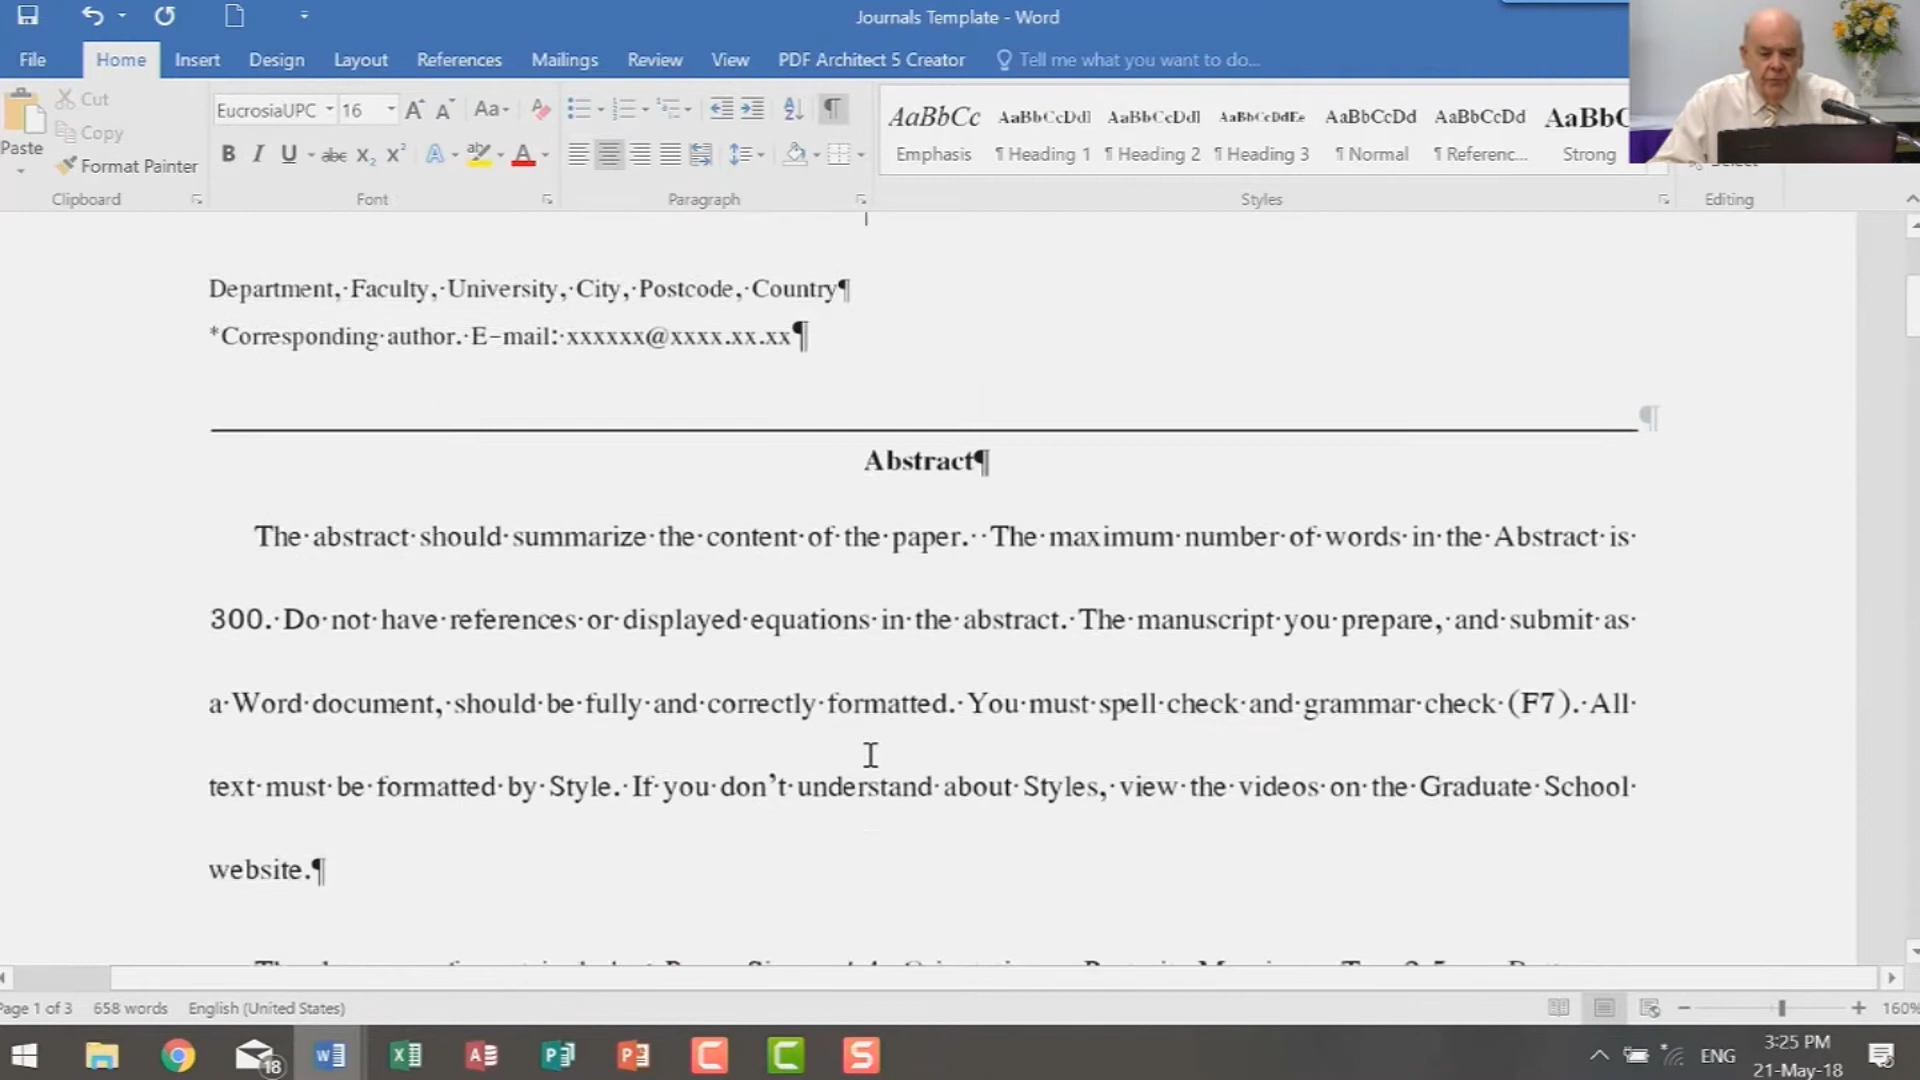 Journals Template - Word
File Home Insert Design Layout References Mailings Review View PDF Architect 5 Creator Tell me what you want to do...
Paste
Cut
Copy
Format Painter
Clipboard
EucrosiaUPC 16
Font
Paragraph
AaBbCc AaBbCcDdI AaBbCcDdI AaBbCcDdEe AaBbCcDd AaBbCcDd AaBbC
Emphasis ¶ Heading 1 ¶ Heading 2 ¶ Heading 3 ¶ Normal ¶ Referenc... Strong
Styles
Editing
Department, Faculty, University, City, Postcode, Country¶
*Corresponding author. E-mail: xxxxxx@xxxx.xx.xx¶
¶
Abstract¶
The abstract should summarize the content of the paper.  The maximum number of words in the Abstract is
300. Do not have references or displayed equations in the abstract. The manuscript you prepare, and submit as
a Word document, should be fully and correctly formatted. You must spell check and grammar check (F7). All
text must be formatted by Style. If you don't understand about Styles, view the videos on the Graduate School
website.¶
Page 1 of 3 658 words English (United States) 160%
18
ENG
3:25 PM
21-May-18